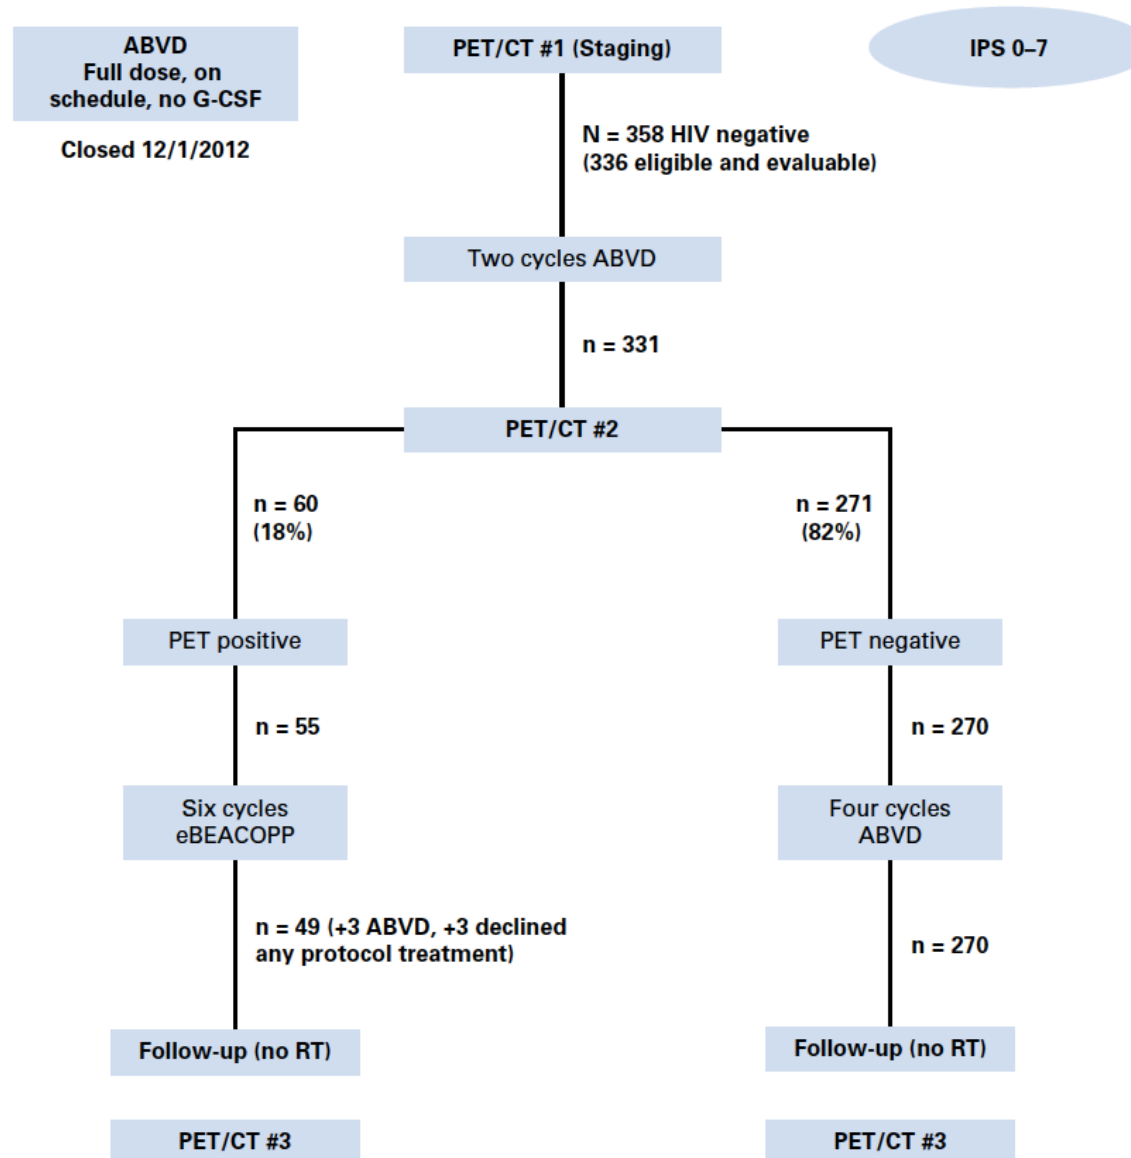 ABVD
Full dose, on
schedule, no G-CSF
Closed 12/1/2012
PET/CT #1 (Staging)
IPS 0–7
N = 358 HIV negative
(336 eligible and evaluable)
Two cycles ABVD
n = 331
PET/CT #2
n = 60
(18%)
n = 271
(82%)
PET positive
PET negative
n = 55
n = 270
Six cycles
eBEACOPP
Four cycles
ABVD
n = 49 (+3 ABVD, +3 declined
any protocol treatment)
n = 270
Follow-up (no RT)
Follow-up (no RT)
PET/CT #3
PET/CT #3